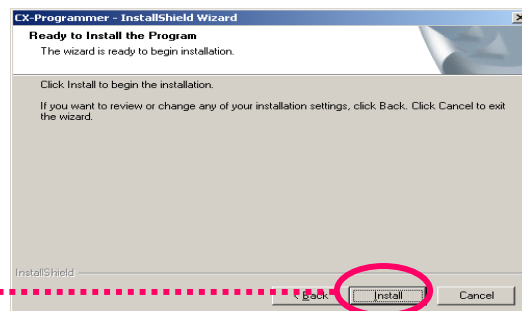 CX-Programmer - InstallShield Wizard
Ready to Install the Program
The wizard is ready to begin installation.
Click Install to begin the installation.
If you want to review or change any of your installation settings, click Back. Click Cancel to exit
the wizard.
InstallShield
< Back Install Cancel